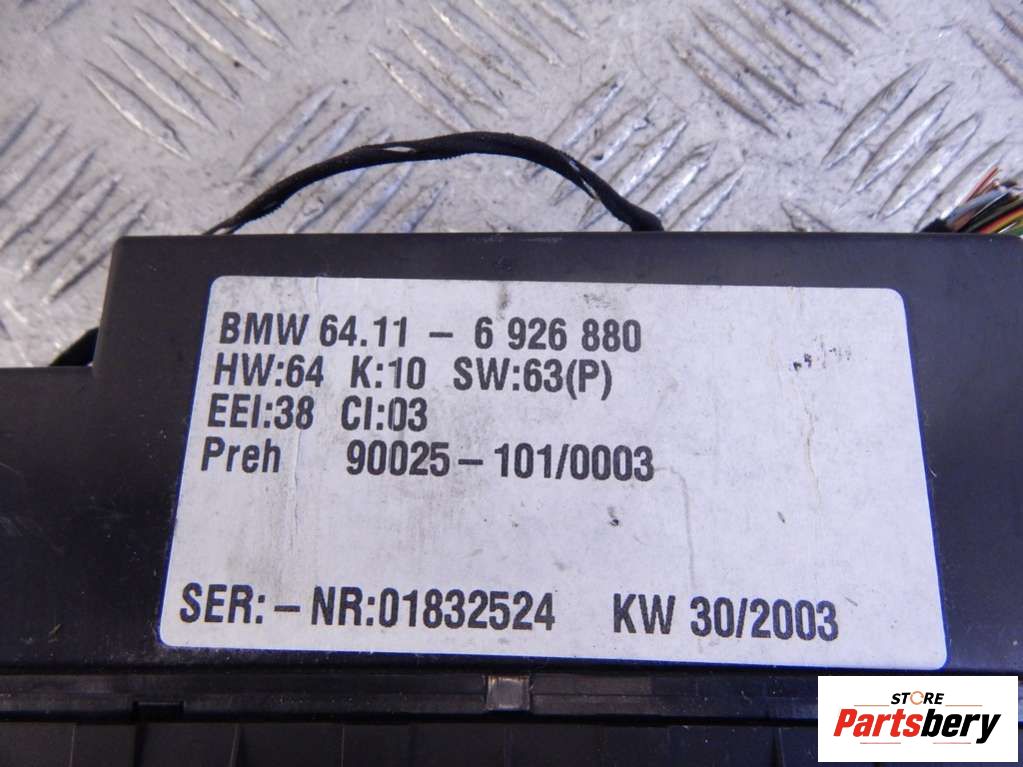 BMW 64.11 - 6 926 880
HW:64 K:10 SW:63(P)
EEI:38 CI:03
Preh 90025-101/0003
SER:-NR:01832524 KW 30/2003
STORE
Partsbery